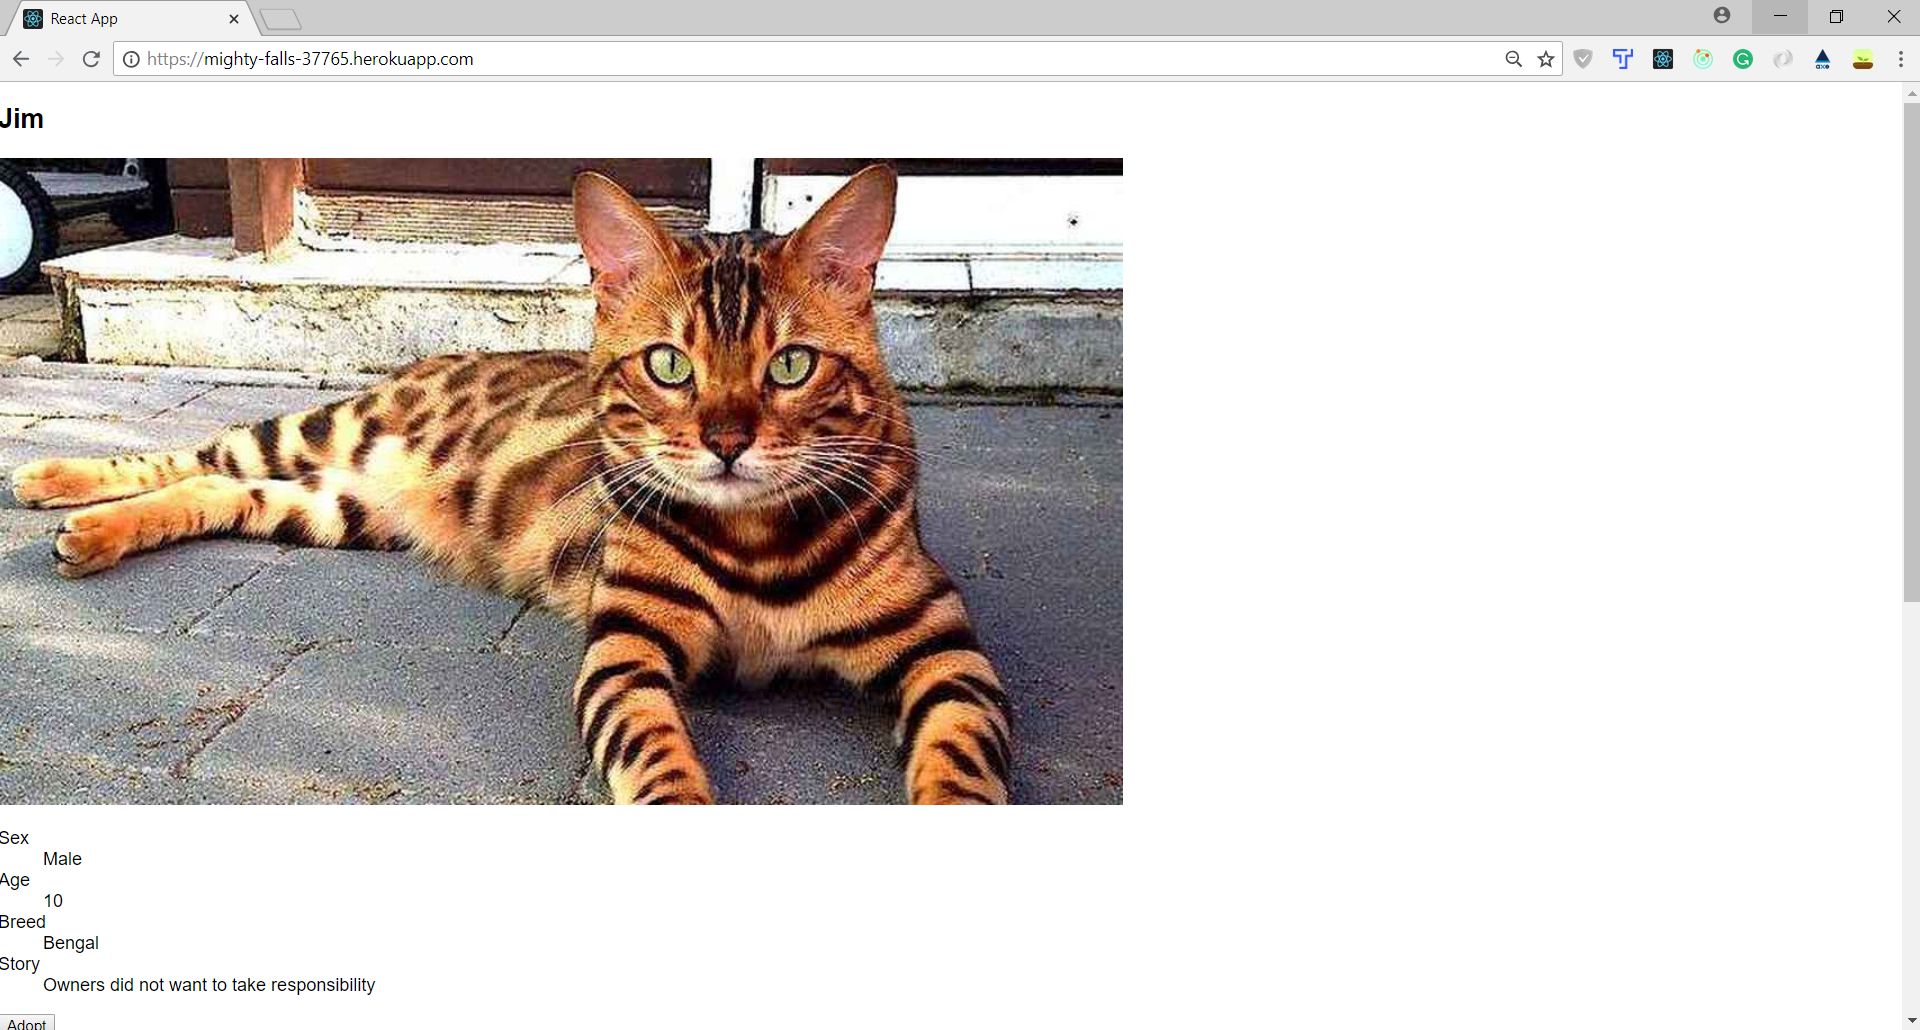 React App
https://mighty-falls-37765.herokuapp.com
Jim
Sex
Male
Age
10
Breed
Bengal
Story
Owners did not want to take responsibility
Adopt